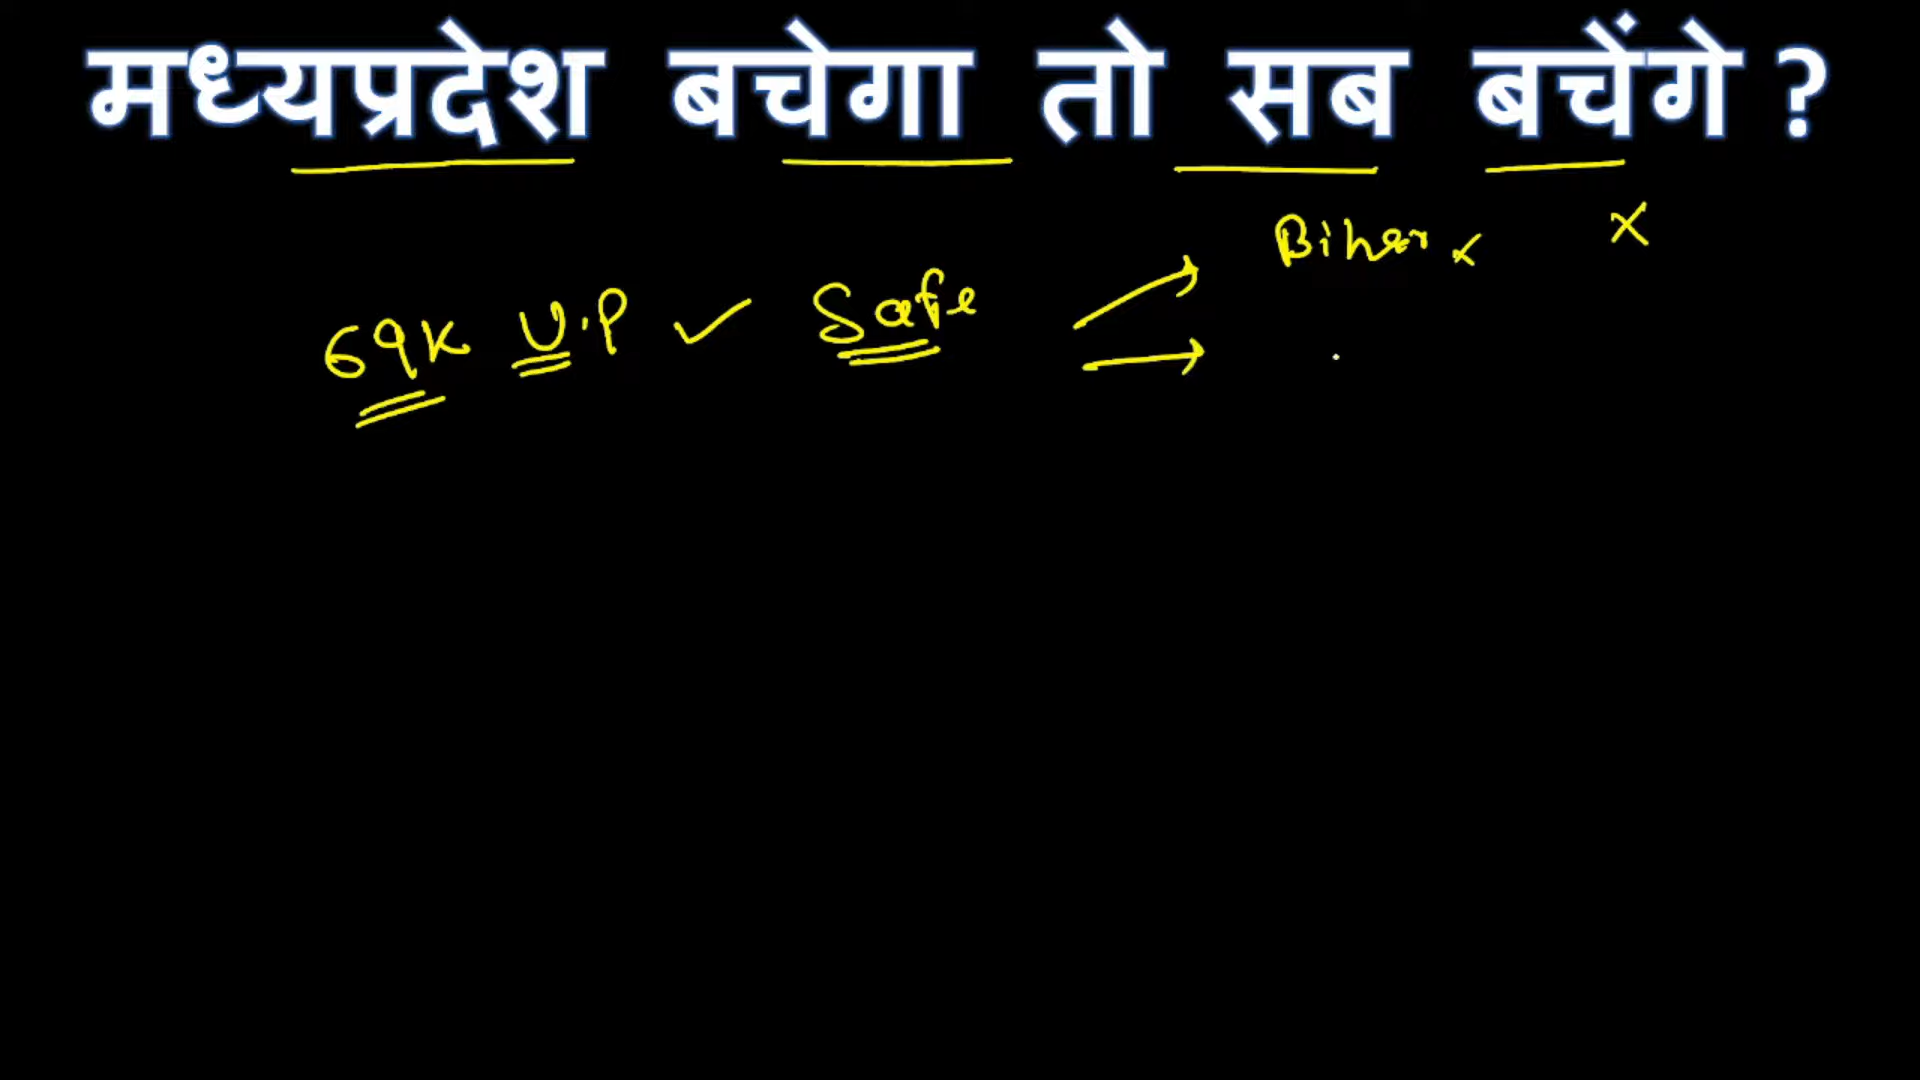 मध्यप्रदेश बचेगा तो सब बचेंगे ?
Bihar x x
69K U.P ✓ Safe